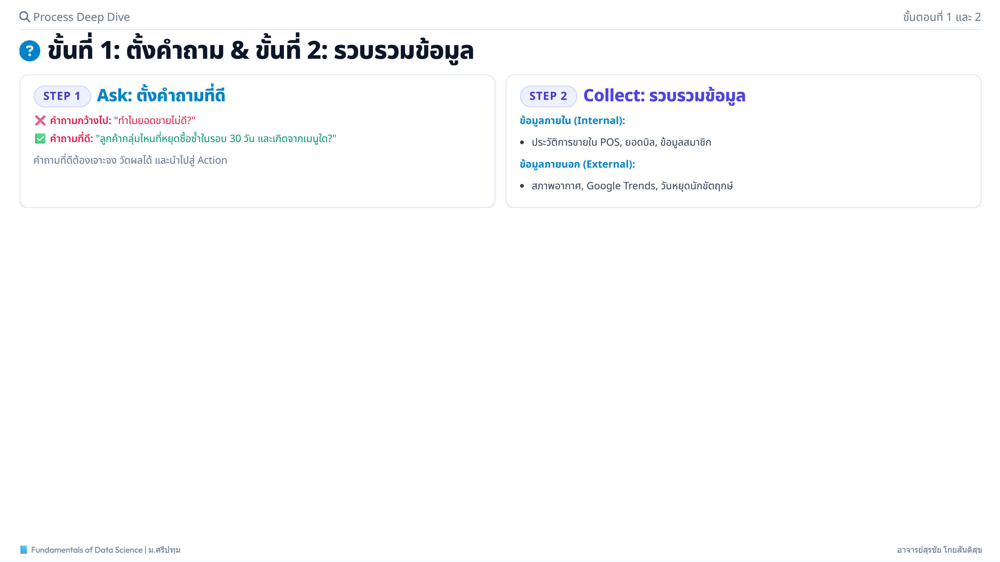 Process Deep Dive
ขั้นตอนที่ 1 และ 2
ขั้นที่ 1: ตั้งคำถาม & ขั้นที่ 2: รวบรวมข้อมูล
STEP 1 Ask: ตั้งคำถามที่ดี
❌ คำถามกว้างไป: "ทำไมยอดขายไม่ดี?"
✅ คำถามที่ดี: "ลูกค้ากลุ่มไหนที่หยุดซื้อซ้ำในรอบ 30 วัน และเกิดจากเมนูใด?"
คำถามที่ดีต้องเจาะจง วัดผลได้ และนำไปสู่ Action
STEP 2 Collect: รวบรวมข้อมูล
ข้อมูลภายใน (Internal):
• ประวัติการขายใน POS, ยอดบิล, ข้อมูลสมาชิก
ข้อมูลภายนอก (External):
• สภาพอากาศ, Google Trends, วันหยุดนักขัตฤกษ์
📘 Fundamentals of Data Science | ม.ศรีปทุม
อาจารย์สุรชัย โกยสันติสุข